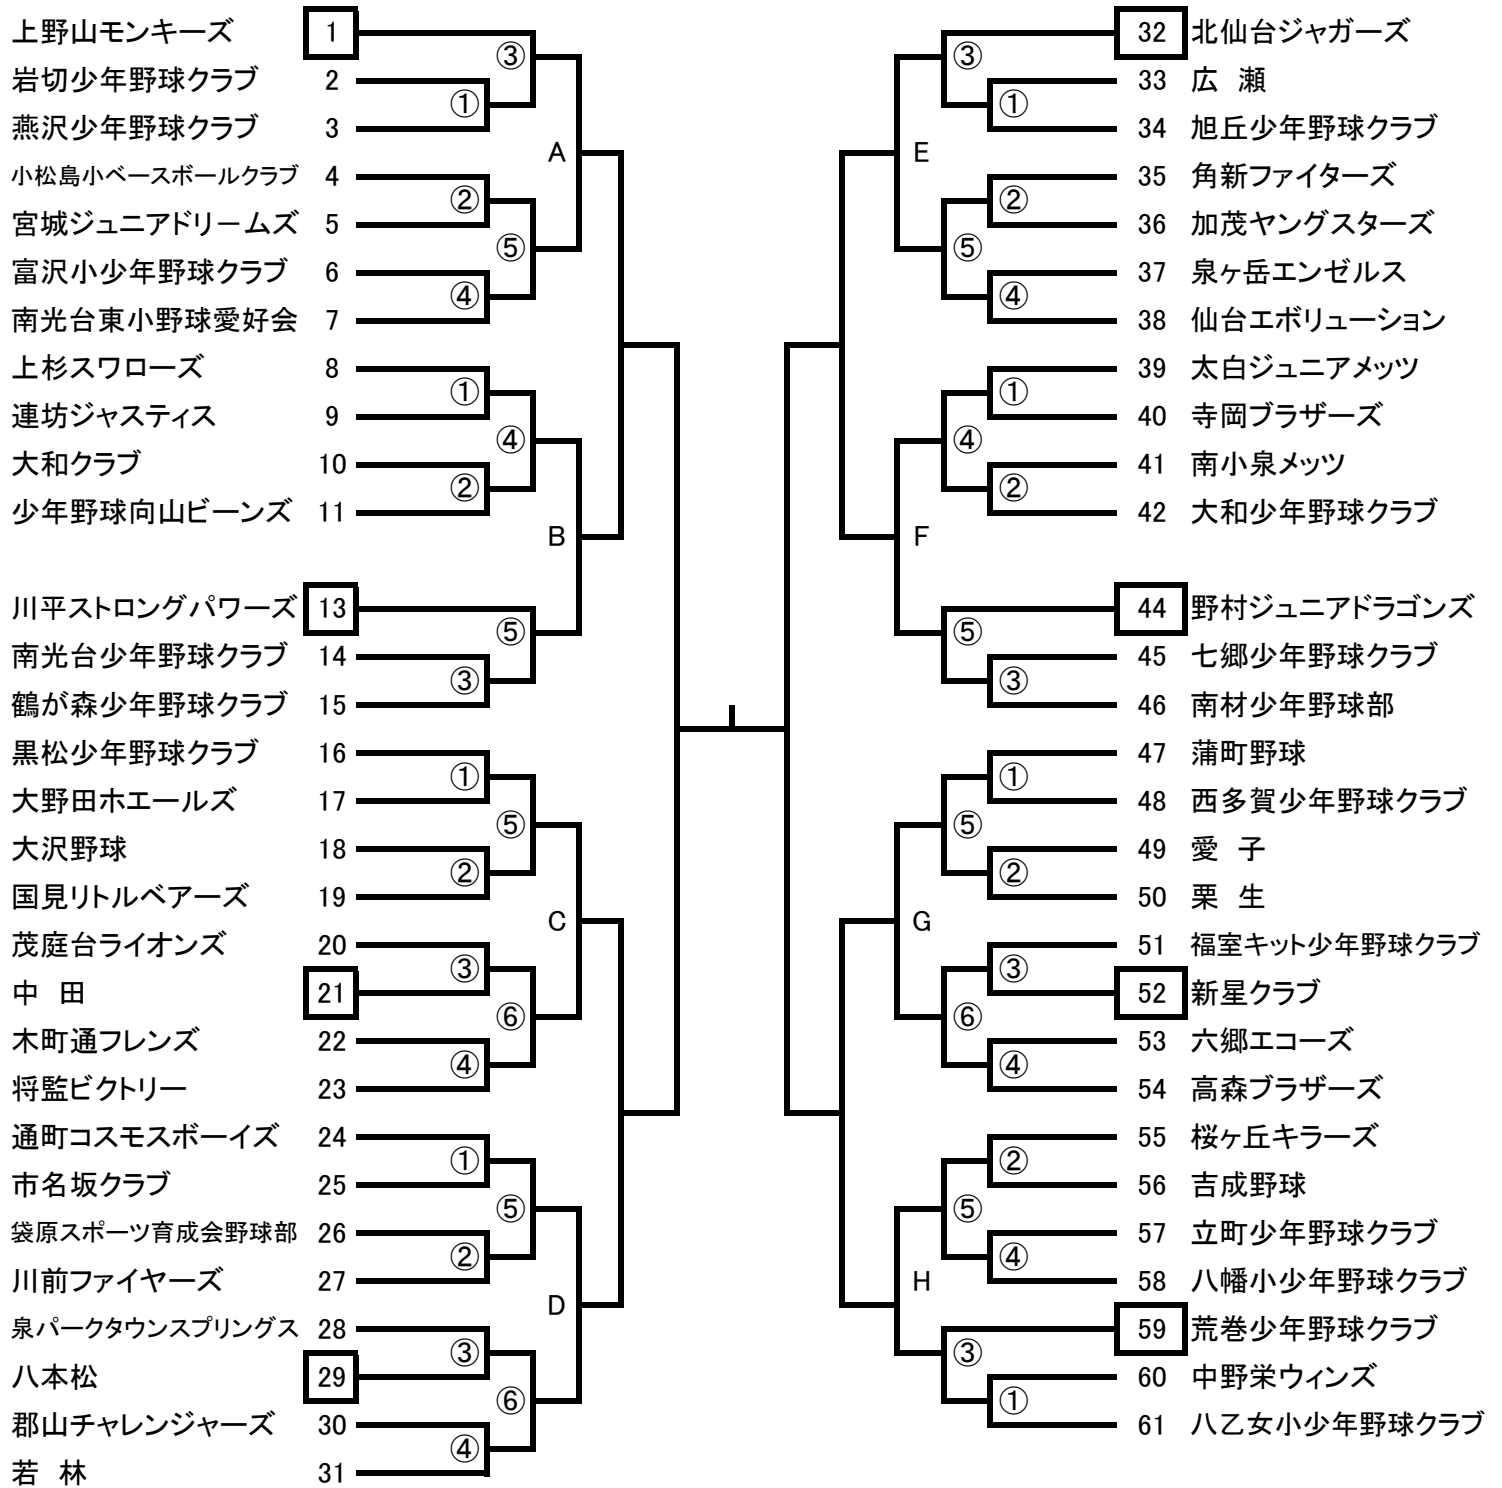 上野山モンキーズ 1
岩切少年野球クラブ 2
燕沢少年野球クラブ 3
小松島小ベースボールクラブ 4
宮城ジュニアドリームズ 5
富沢小少年野球クラブ 6
南光台東小野球愛好会 7
上杉スワローズ 8
連坊ジャスティス 9
大和クラブ 10
少年野球向山ビーンズ 11
川平ストロングパワーズ 13
南光台少年野球クラブ 14
鶴が森少年野球クラブ 15
黒松少年野球クラブ 16
大野田ホエールズ 17
大沢野球 18
国見リトルベアーズ 19
茂庭台ライオンズ 20
中 田 21
木町通フレンズ 22
将監ビクトリー 23
通町コスモスボーイズ 24
市名坂クラブ 25
袋原スポーツ育成会野球部 26
川前ファイヤーズ 27
泉パークタウンスプリングス 28
八本松 29
郡山チャレンジャーズ 30
若 林 31
③
①
A
②
⑤
④
①
④
②
B
⑤
③
①
⑤
②
C
③
⑥
④
①
⑤
②
D
③
⑥
④
③
①
E
②
⑤
④
①
④
②
F
⑤
③
①
⑤
②
G
③
⑥
④
②
⑤
④
H
③
①
32 北仙台ジャガーズ
33 広 瀬
34 旭丘少年野球クラブ
35 角新ファイターズ
36 加茂ヤングスターズ
37 泉ヶ岳エンゼルス
38 仙台エボリューション
39 太白ジュニアメッツ
40 寺岡ブラザーズ
41 南小泉メッツ
42 大和少年野球クラブ
44 野村ジュニアドラゴンズ
45 七郷少年野球クラブ
46 南材少年野球部
47 蒲町野球
48 西多賀少年野球クラブ
49 愛 子
50 栗 生
51 福室キット少年野球クラブ
52 新星クラブ
53 六郷エコーズ
54 高森ブラザーズ
55 桜ヶ丘キラーズ
56 吉成野球
57 立町少年野球クラブ
58 八幡小少年野球クラブ
59 荒巻少年野球クラブ
60 中野栄ウィンズ
61 八乙女小少年野球クラブ